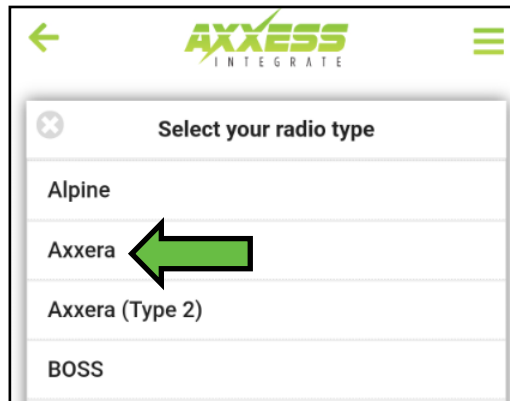 AXXESS
INTEGRATE
Select your radio type
Alpine
Axxera
Axxera (Type 2)
BOSS